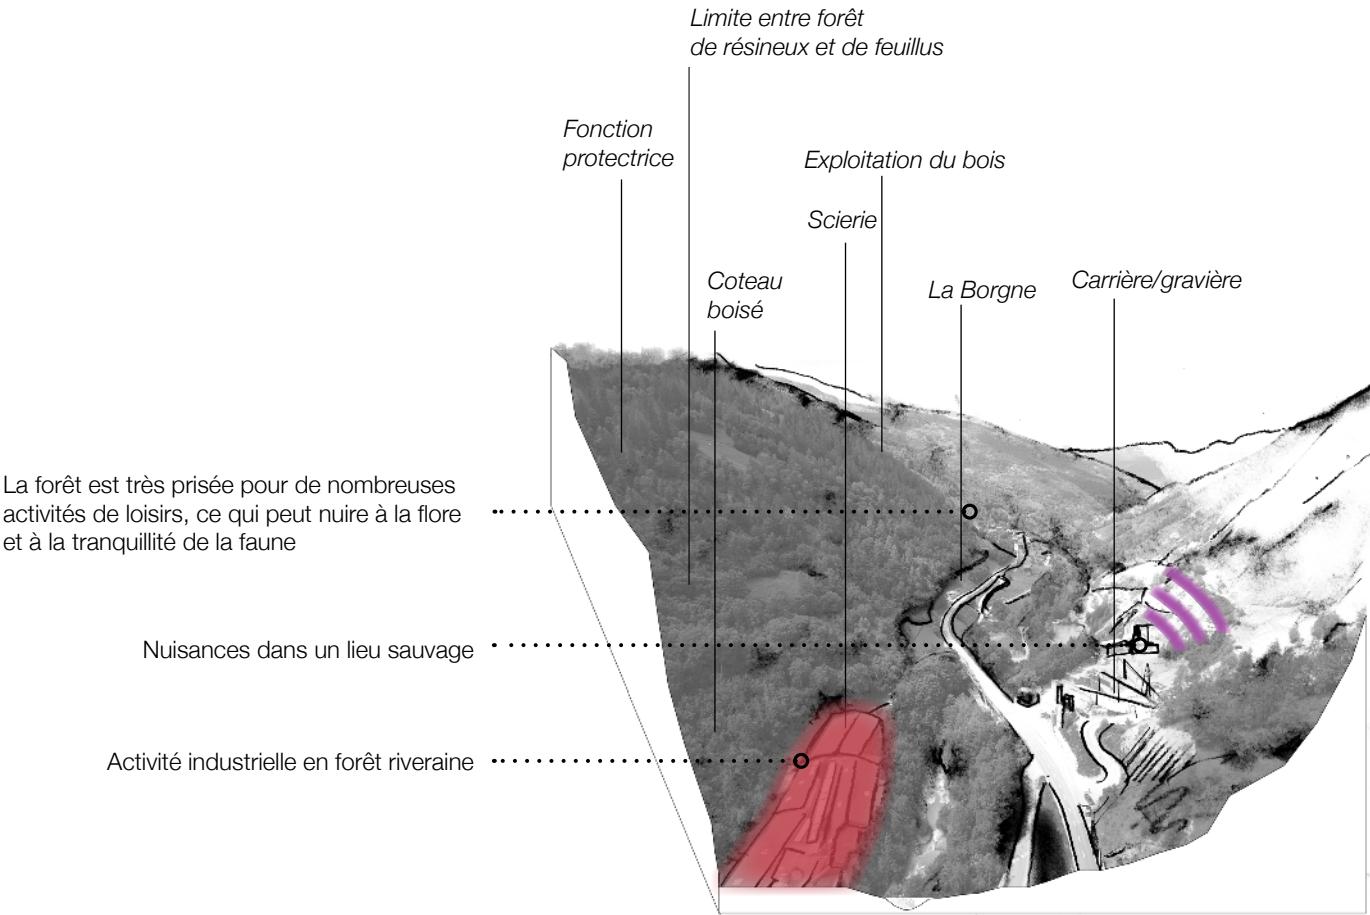 Limite entre forêt
de résineux et de feuillus
Fonction
protectrice
Exploitation du bois
Scierie
Coteau
boisé
La Borgne
Carrière/gravière
La forêt est très prisée pour de nombreuses
activités de loisirs, ce qui peut nuire à la flore
et à la tranquillité de la faune
Nuisances dans un lieu sauvage
Activité industrielle en forêt riveraine